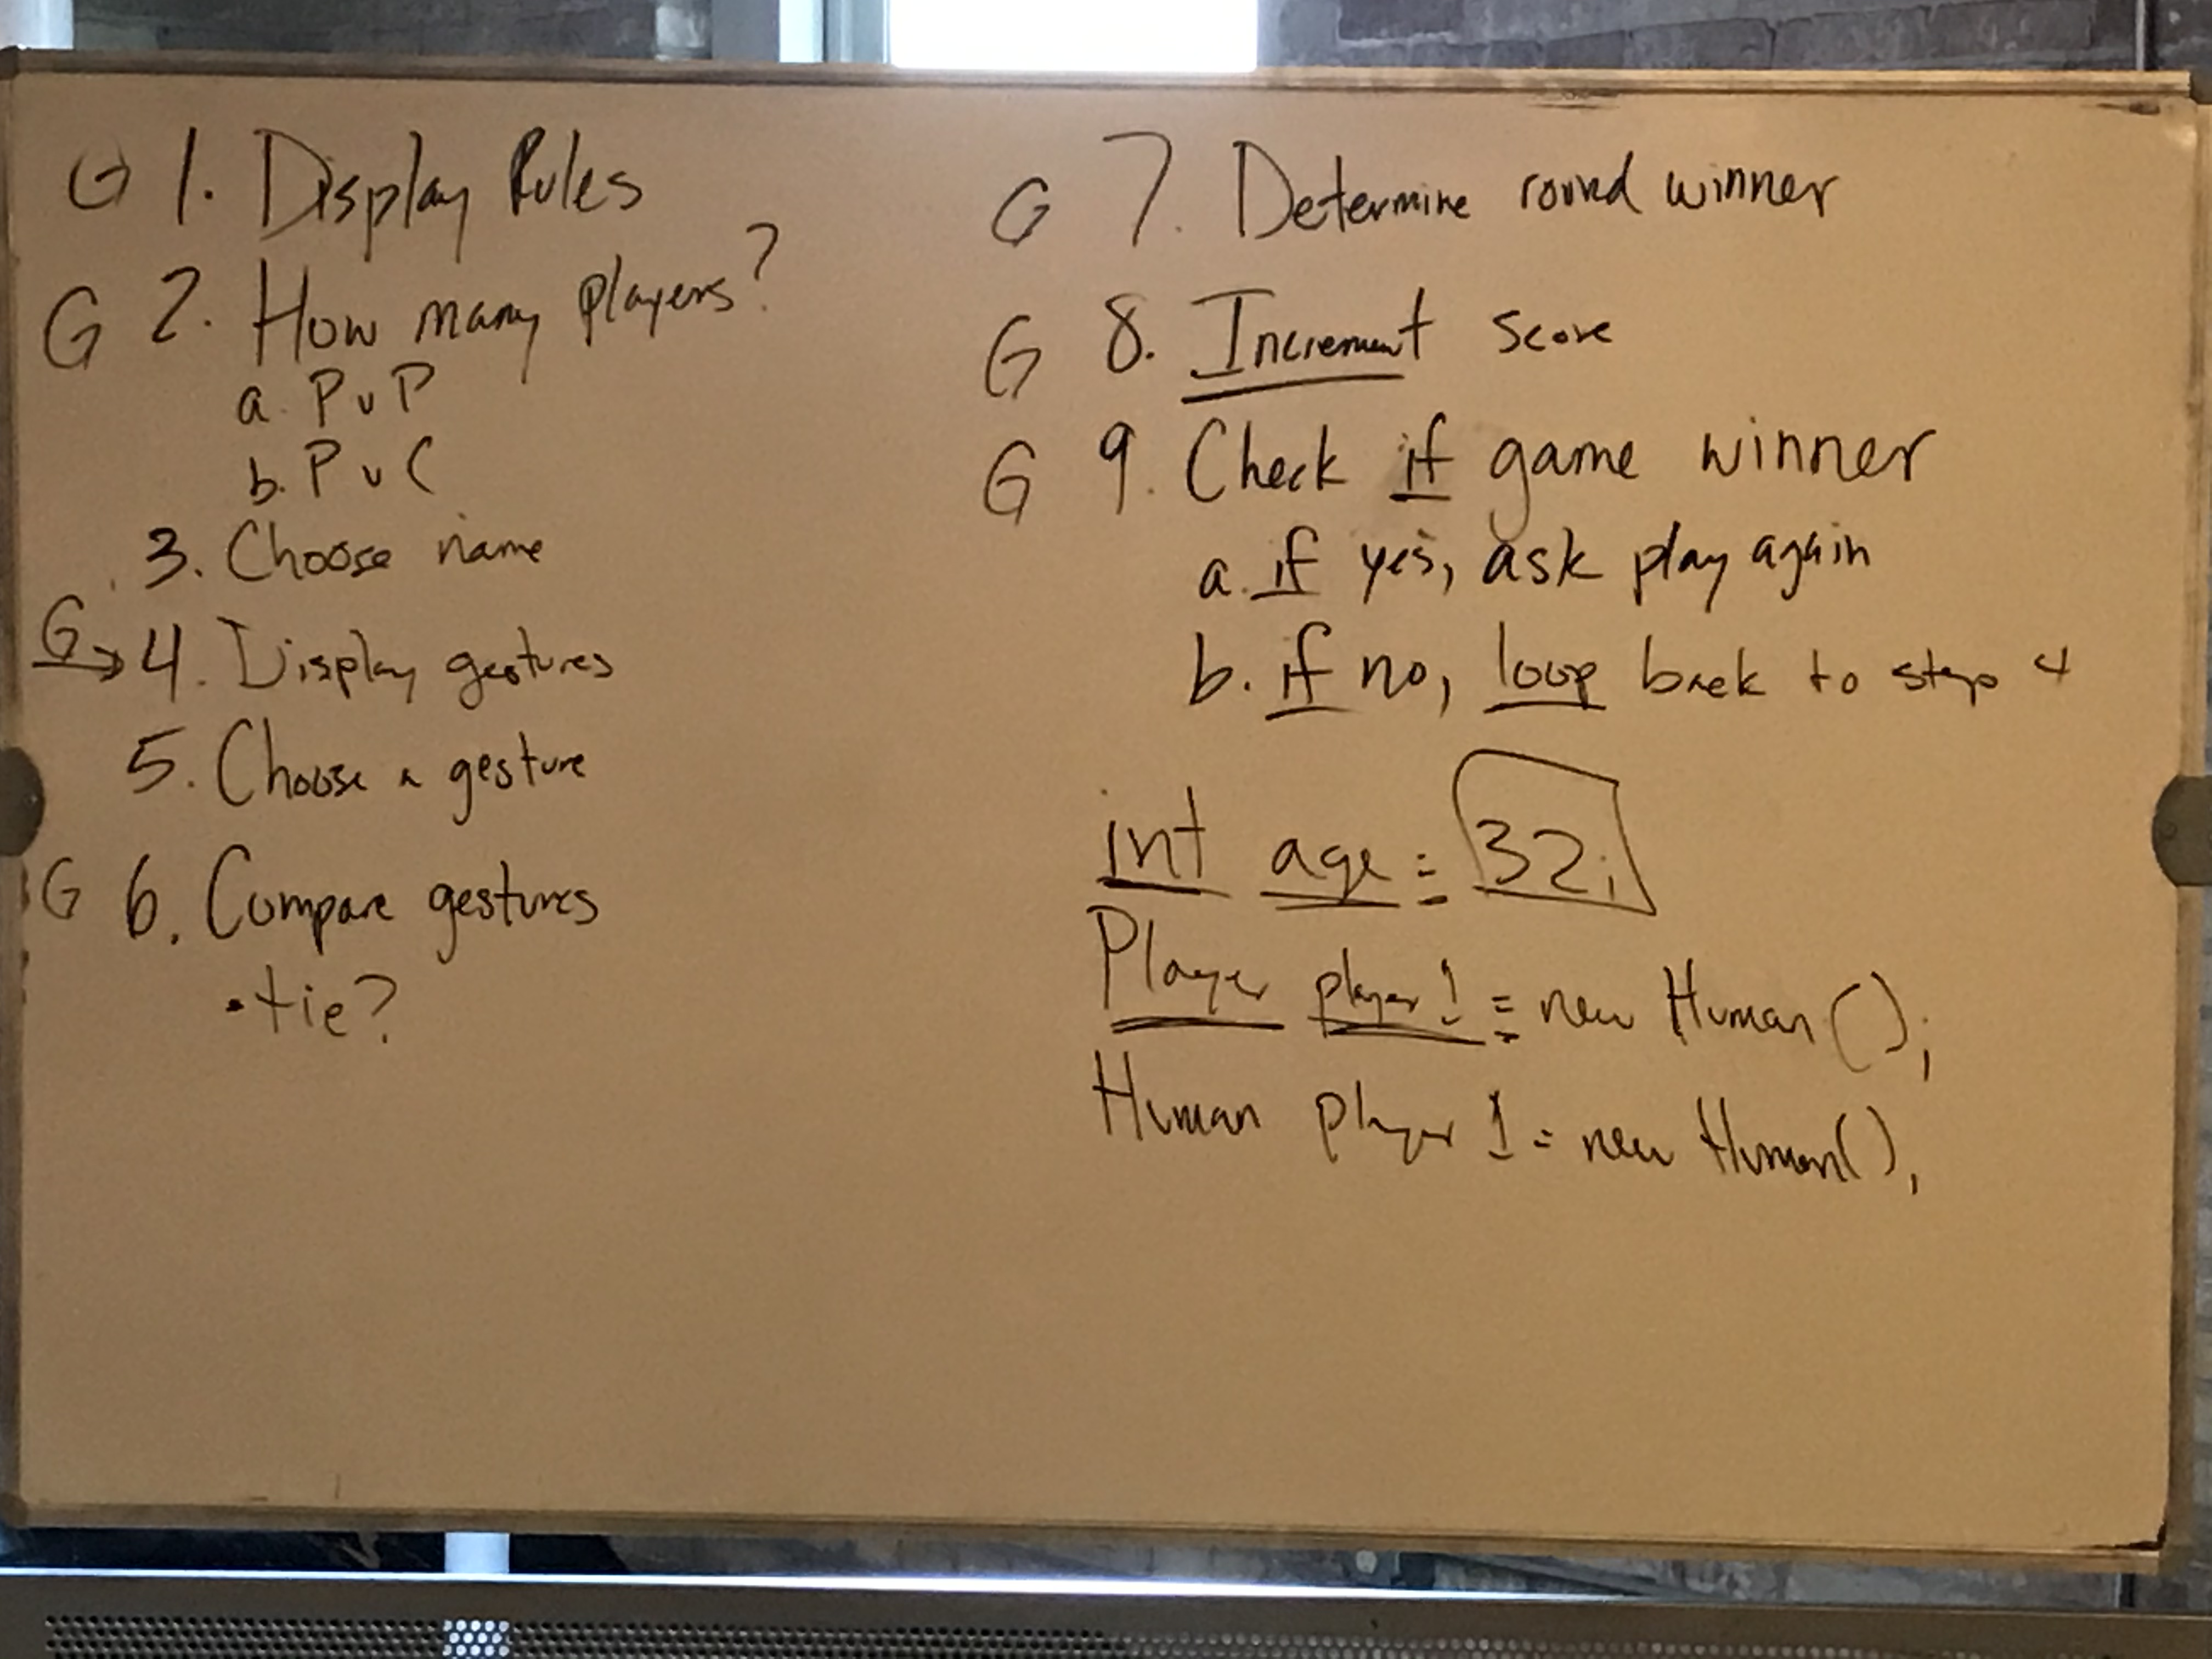 G 1. Display Rules
G 2. How many players?
a. P v P
b. P v C
3. Choose name
G → 4. Display gestures
5. Choose a gesture
G 6. Compare gestures
• tie?
G 7. Determine round winner
G 8. Increment score
G 9. Check if game winner
a. if yes, ask play again
b. if no, loop back to step 4
int age = 32;
Player player1 = new Human();
Human player1 = new Human();